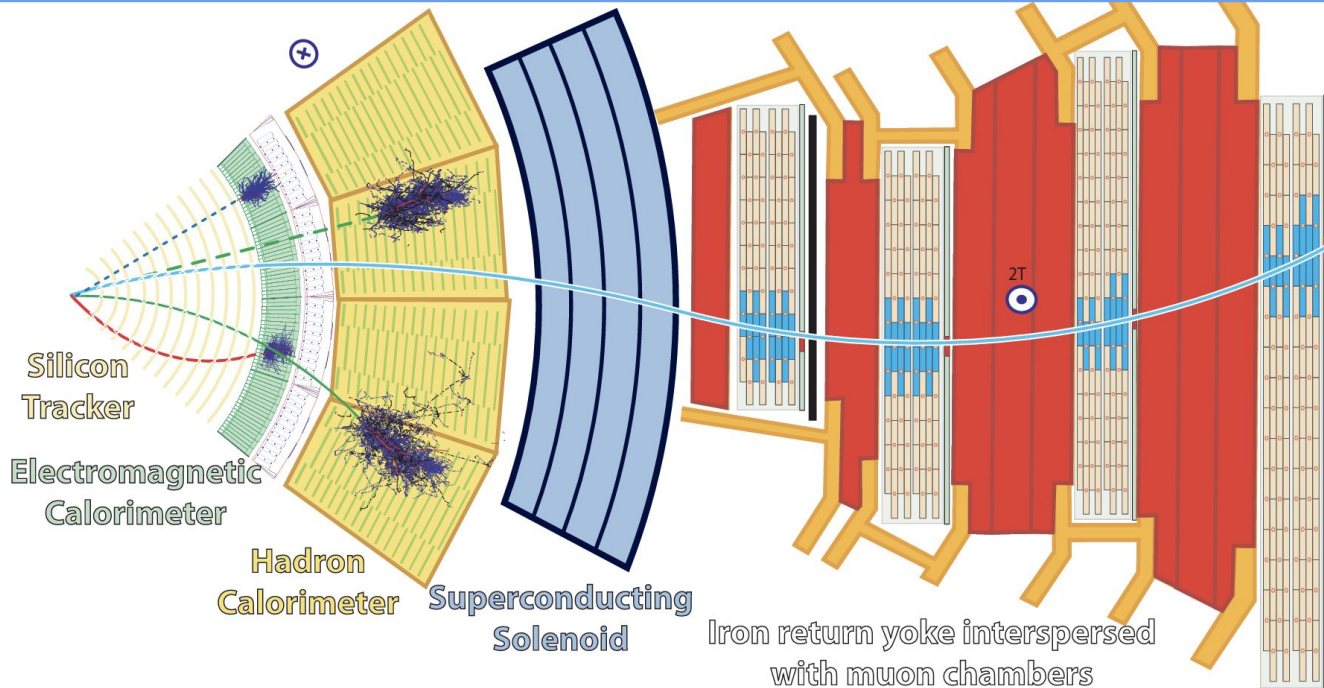 2T
Silicon
Tracker
Electromagnetic
Calorimeter
Hadron
Calorimeter
Superconducting
Solenoid
Iron return yoke interspersed
with muon chambers